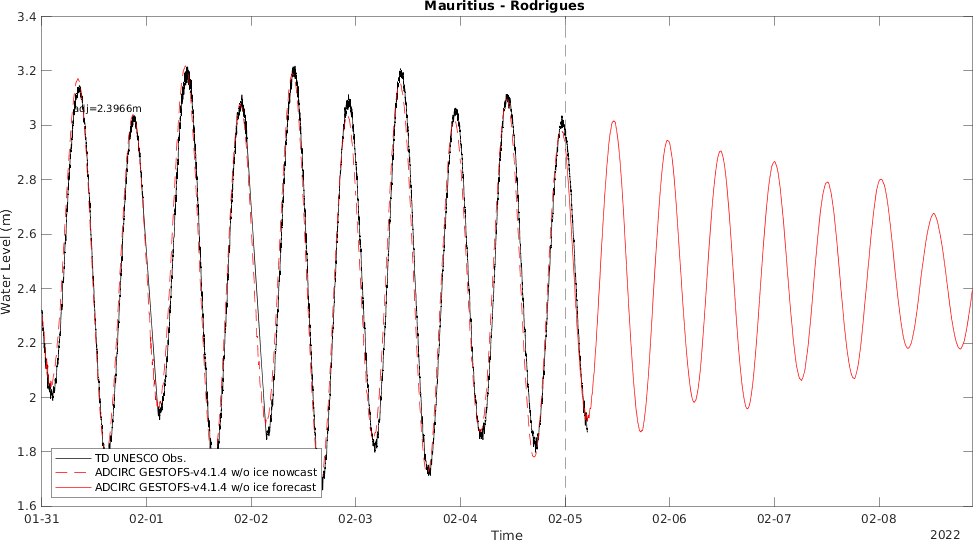 Mauritius - Rodrigues
3.4
3.2
3
2.8
2.6
2.4
2.2
2
1.8
1.6
Water Level (m)
adj=2.3966m
TD UNESCO Obs.
ADCIRC GESTOFS-v4.1.4 w/o ice nowcast
ADCIRC GESTOFS-v4.1.4 w/o ice forecast
01-31 02-01 02-02 02-03 02-04 02-05 02-06 02-07 02-08
Time
2022